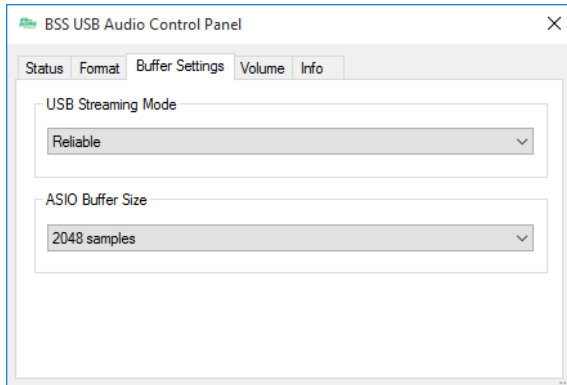 BSS USB Audio Control Panel
Status Format Buffer Settings Volume Info
USB Streaming Mode
Reliable
ASIO Buffer Size
2048 samples